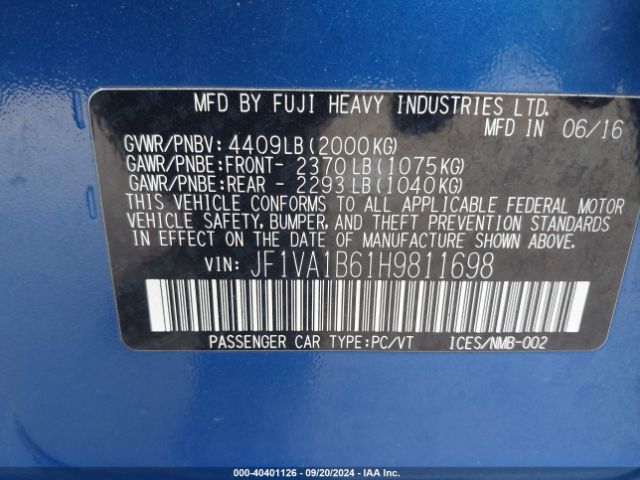 MFD BY FUJI HEAVY INDUSTRIES LTD.
MFD IN 06/16
GVWR/PNBV: 4409LB(2000KG)
GAWR/PNBE:FRONT- 2370LB(1075KG)
GAWR/PNBE:REAR - 2293LB(1040KG)
THIS VEHICLE CONFORMS TO ALL APPLICABLE FEDERAL MOTOR
VEHICLE SAFETY, BUMPER, AND THEFT PREVENTION STANDARDS
IN EFFECT ON THE DATE OF MANUFACTURE SHOWN ABOVE.
VIN: JF1VA1B61H9811698
PASSENGER CAR TYPE:PC/VT ICES/NMB-002
000-40401126 - 09/20/2024 - IAA Holdings, LLC.